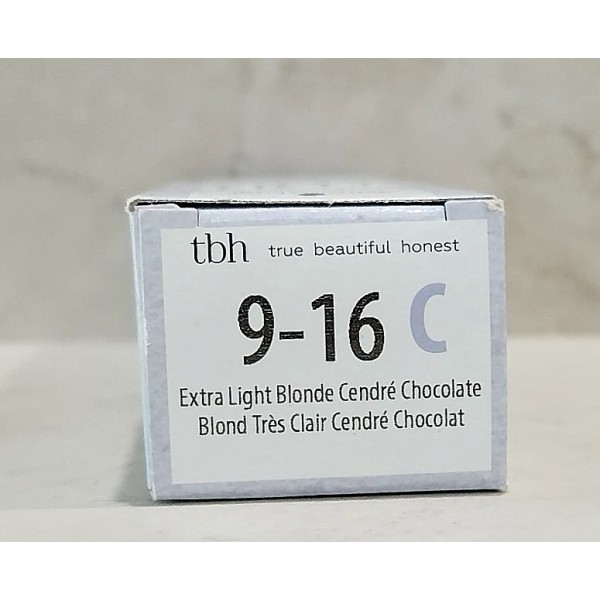 tbh true beautiful honest
9-16 C
Extra Light Blonde Cendré Chocolate
Blond Très Clair Cendré Chocolat